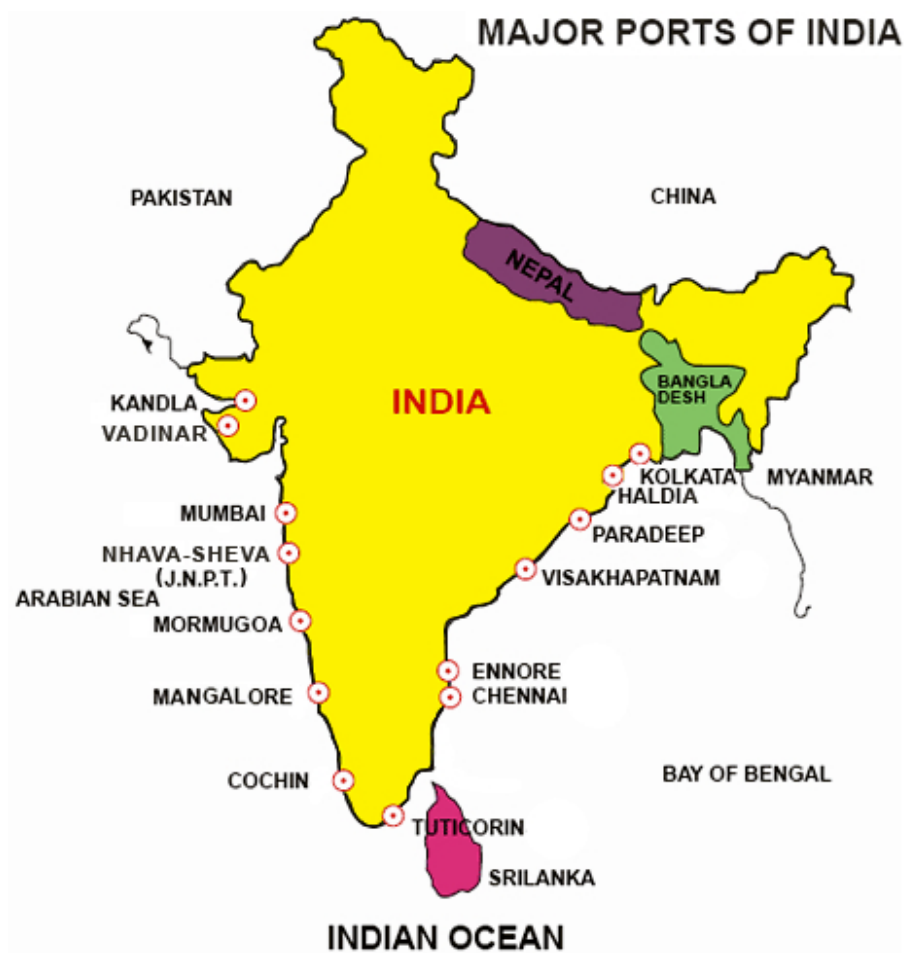 MAJOR PORTS OF INDIA
PAKISTAN
CHINA
NEPAL
INDIA
BANGLA
DESH
KANDLA
VADINAR
KOLKATA
MYANMAR
HALDIA
MUMBAI
PARADEEP
NHAVA-SHEVA
(J.N.P.T.)
VISAKHAPATNAM
ARABIAN SEA
MORMUGOA
ENNORE
MANGALORE
CHENNAI
COCHIN
BAY OF BENGAL
TUTICORIN
SRILANKA
INDIAN OCEAN